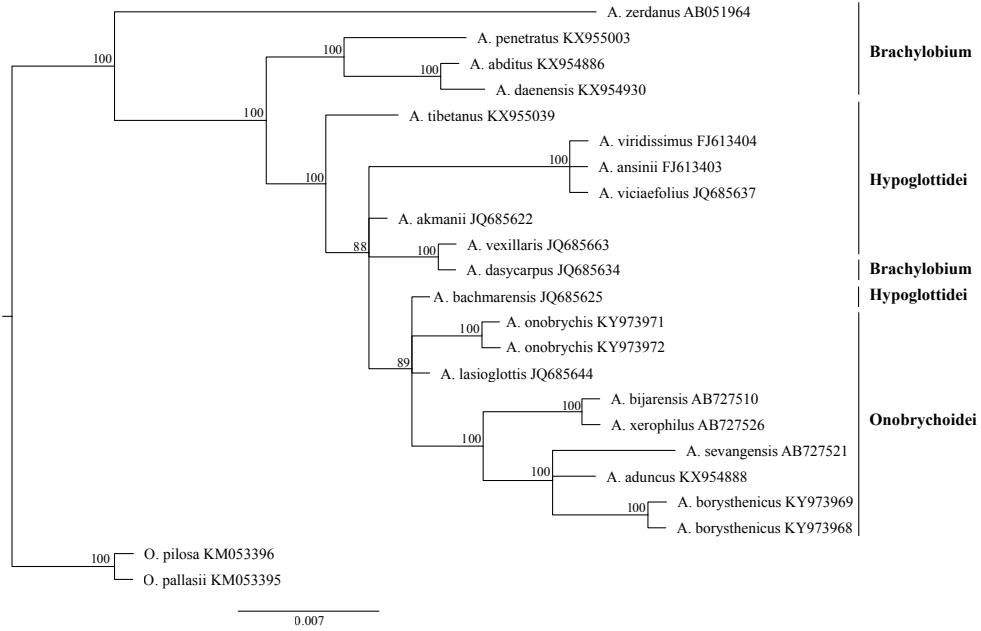 A. zerdanus AB051964
A. penetratus KX955003
100
Brachylobium
100
A. abditus KX954886
100
A. daenensis KX954930
100
A. tibetanus KX955039
A. viridissimus FJ613404
100
A. ansinii FJ613403
100
Hypoglottidei
A. viciaefolius JQ685637
A. akmanii JQ685622
88
A. vexillaris JQ685663
100
A. dasycarpus JQ685634
Brachylobium
A. bachmarensis JQ685625
Hypoglottidei
A. onobrychis KY973971
100
A. onobrychis KY973972
89
A. lasioglottis JQ685644
A. bijarensis AB727510
100
Onobrychoidei
A. xerophilus AB727526
100
A. sevangensis AB727521
100
A. aduncus KX954888
A. borysthenicus KY973969
100
A. borysthenicus KY973968
O. pilosa KM053396
100
O. pallasii KM053395
0.007